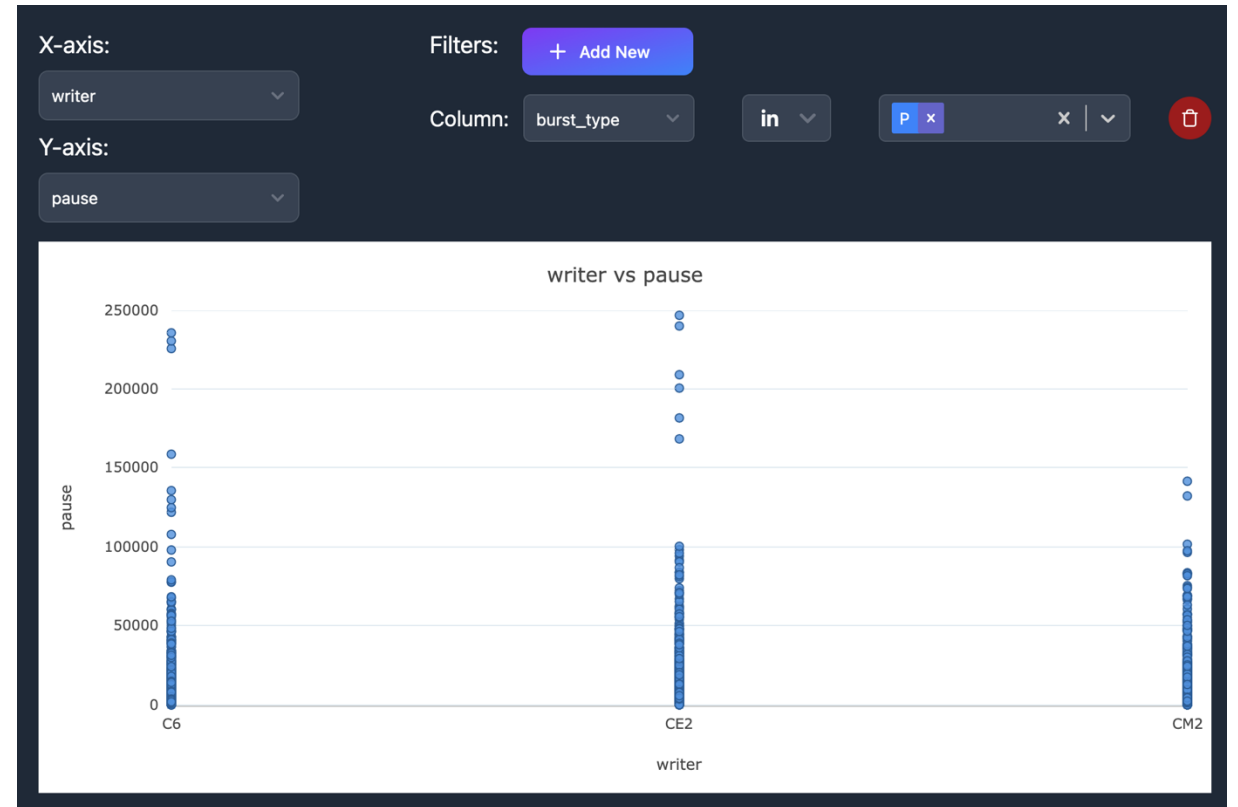 X-axis:
writer
Y-axis:
pause
Filters:
+ Add New
Column:
burst_type
in
P x
writer vs pause
250000
200000
150000
100000
50000
0
pause
C6
CE2
CM2
writer